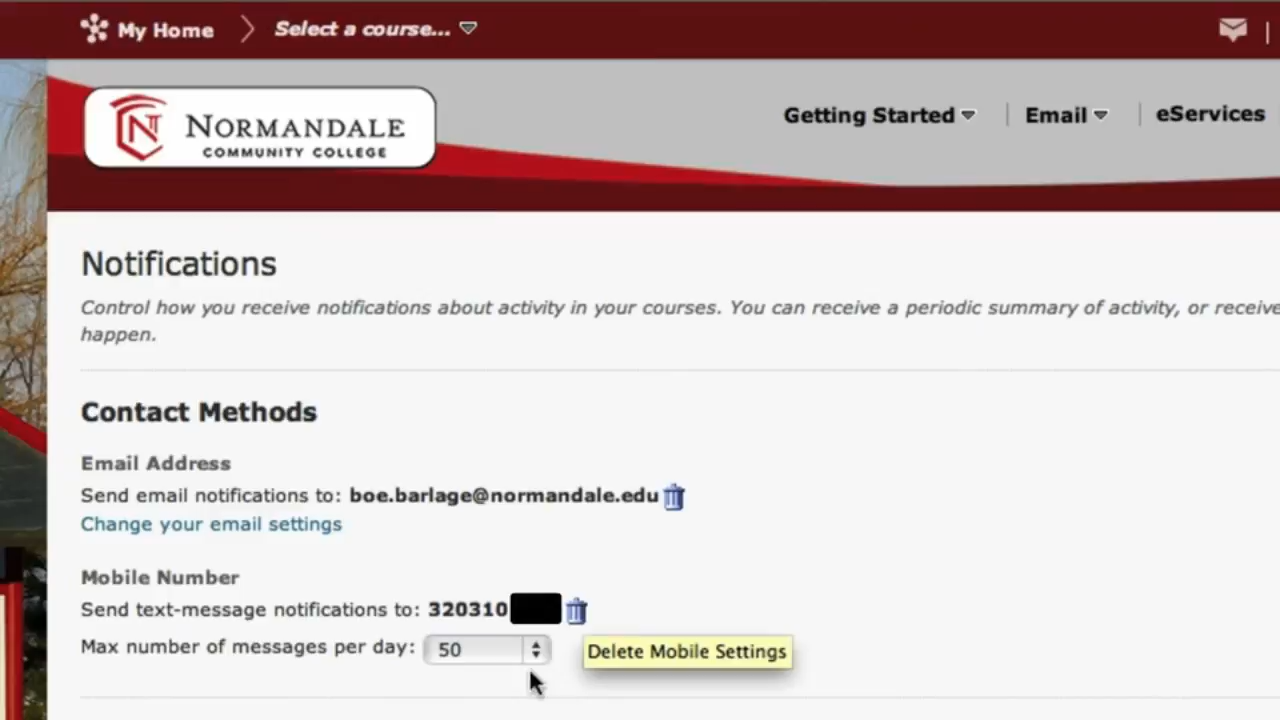 My Home
Select a course...
NORMANDALE
COMMUNITY COLLEGE
Getting Started
Email
eServices
Notifications
Control how you receive notifications about activity in your courses. You can receive a periodic summary of activity, or receive
happen.
Contact Methods
Email Address
Send email notifications to: boe.barlage@normandale.edu
Change your email settings
Mobile Number
Send text-message notifications to: 320310
Max number of messages per day: 50
Delete Mobile Settings